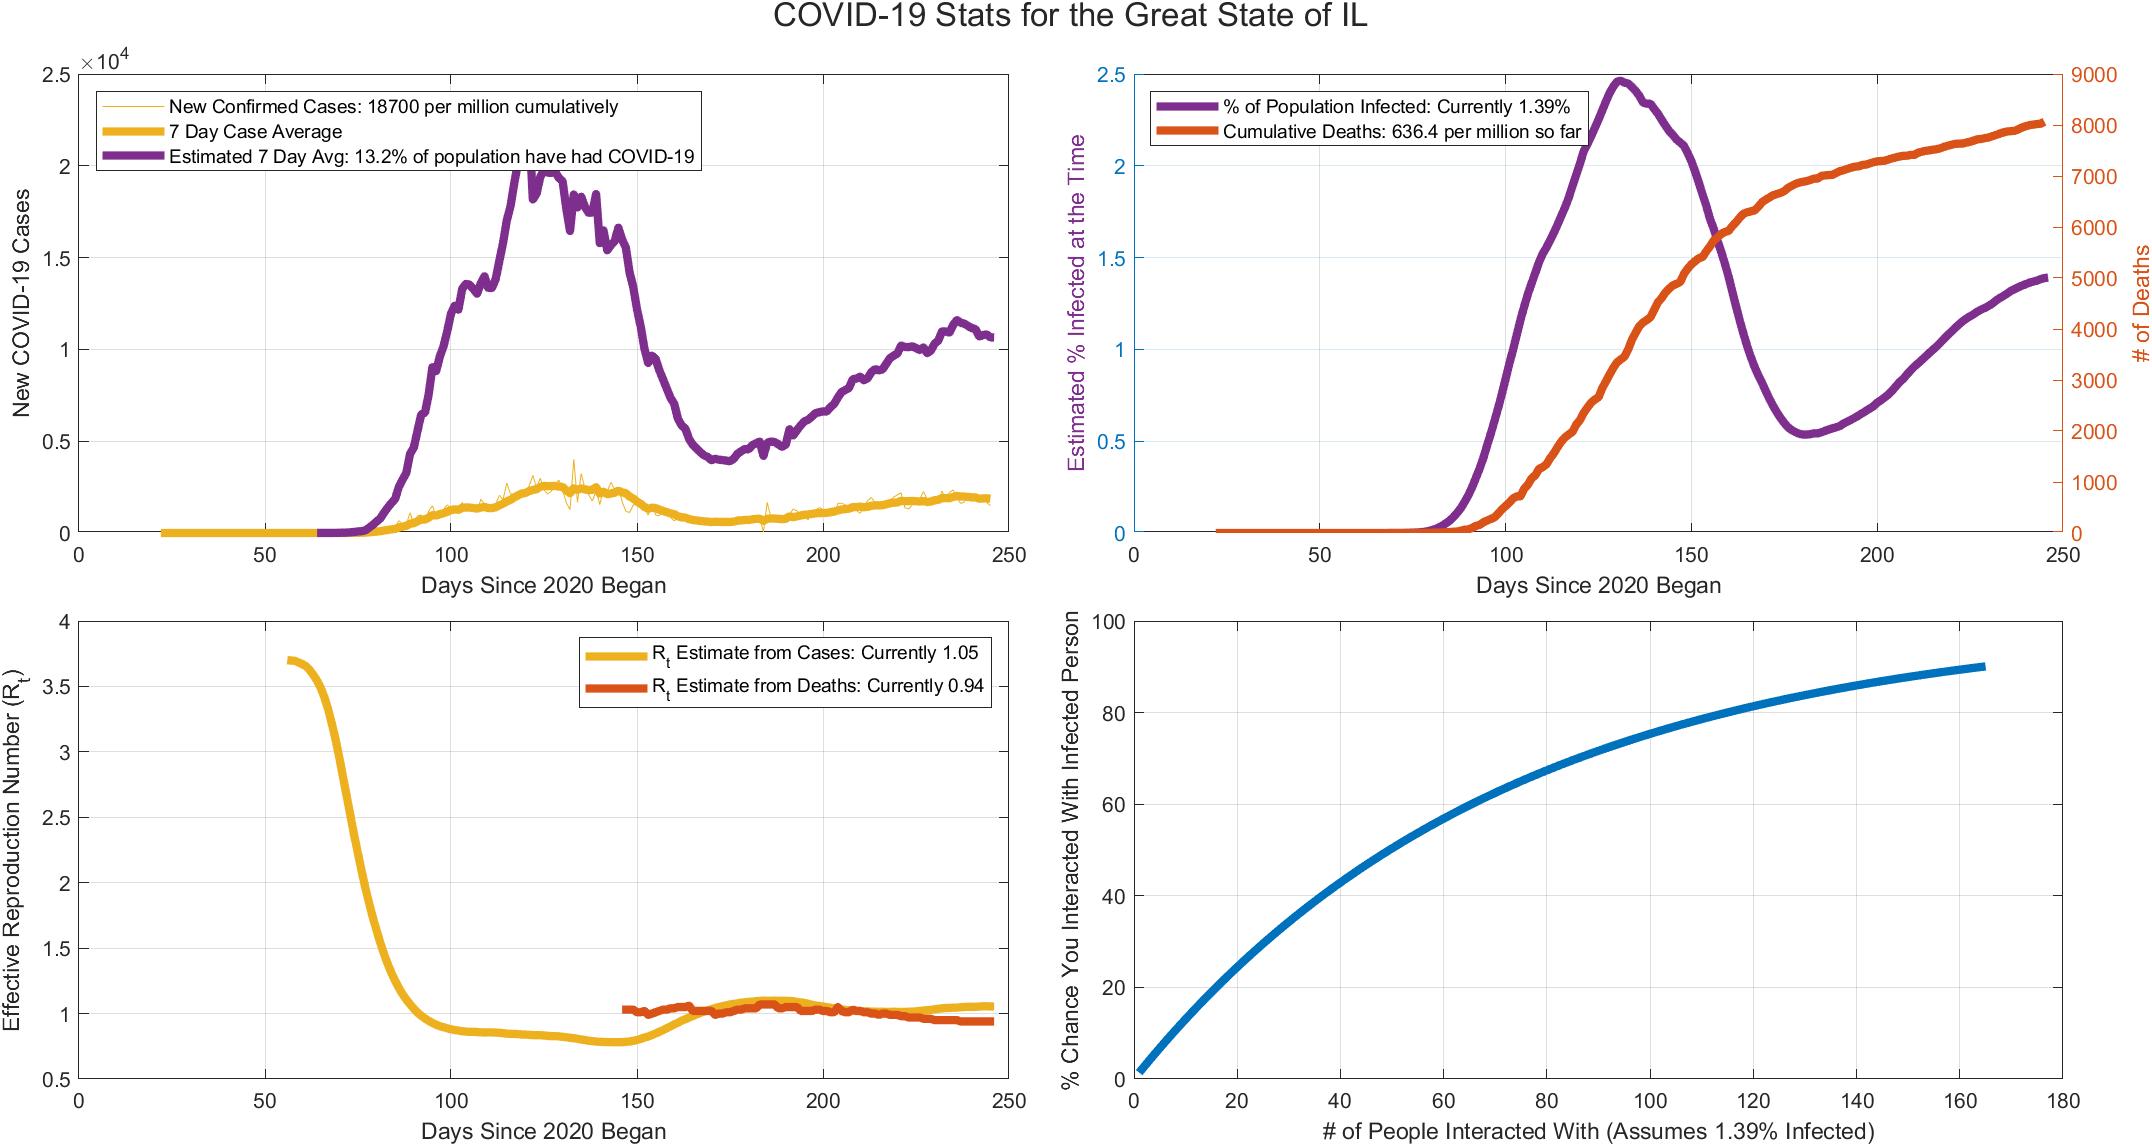 COVID-19 Stats for the Great State of IL
×10⁴
2.5
2
1.5
1
0.5
0
New COVID-19 Cases
New Confirmed Cases: 18700 per million cumulatively
7 Day Case Average
Estimated 7 Day Avg: 13.2% of population have had COVID-19
0 50 100 150 200 250
Days Since 2020 Began
2.5
2
1.5
1
0.5
0
Estimated % Infected at the Time
% of Population Infected: Currently 1.39%
Cumulative Deaths: 636.4 per million so far
9000
8000
7000
6000
5000
4000
3000
2000
1000
0
# of Deaths
0 50 100 150 200 250
Days Since 2020 Began
4
3.5
3
2.5
2
1.5
1
0.5
Effective Reproduction Number (Rt)
Rt Estimate from Cases: Currently 1.05
Rt Estimate from Deaths: Currently 0.94
0 50 100 150 200 250
Days Since 2020 Began
100
80
60
40
20
0
% Chance You Interacted With Infected Person
0 20 40 60 80 100 120 140 160 180
# of People Interacted With (Assumes 1.39% Infected)